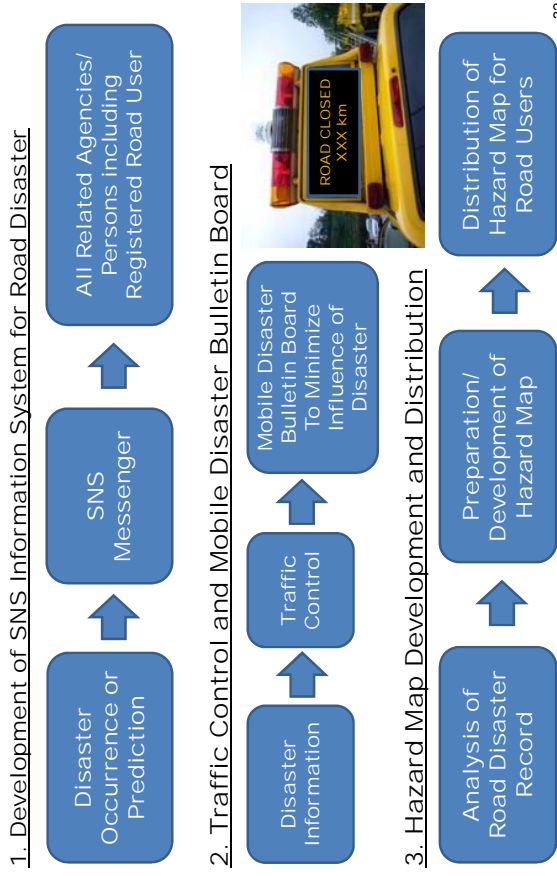 1. Development of SNS Information System for Road Disaster
Disaster
Occurrence or
Prediction
SNS
Messenger
All Related Agencies/
Persons including
Registered Road User
2. Traffic Control and Mobile Disaster Bulletin Board
Disaster
Information
Traffic
Control
Mobile Disaster
Bulletin Board
To Minimize
Influence of
Disaster
ROAD CLOSED
XXX km
3. Hazard Map Development and Distribution
Analysis of
Road Disaster
Record
Preparation/
Development of
Hazard Map
Distribution of
Hazard Map for
Road Users